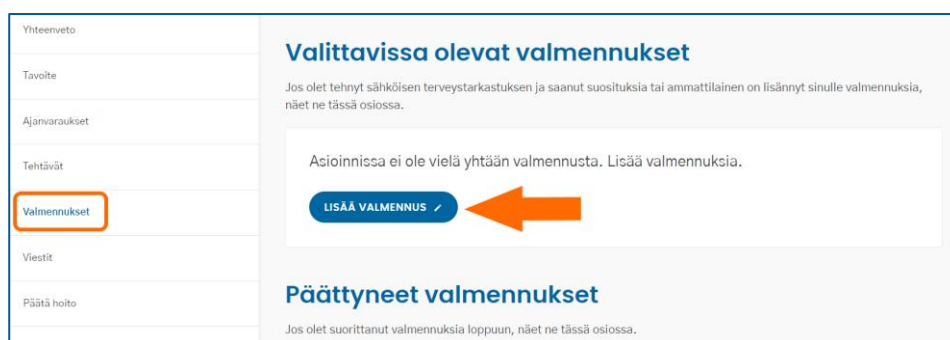 Yhteenveto
Tavoite
Ajanvaraukset
Tehtävät
Valmennukset
Viestit
Päätä hoito
Valittavissa olevat valmennukset
Jos olet tehnyt sähköisen terveystarkastuksen ja saanut suosituksia tai ammattilainen on lisännyt sinulle valmennuksia,
näet ne tässä osiossa.
Asioinnissa ei ole vielä yhtään valmennusta. Lisää valmennuksia.
LISÄÄ VALMENNUS
Päättyneet valmennukset
Jos olet suorittanut valmennuksia loppuun, näet ne tässä osiossa.